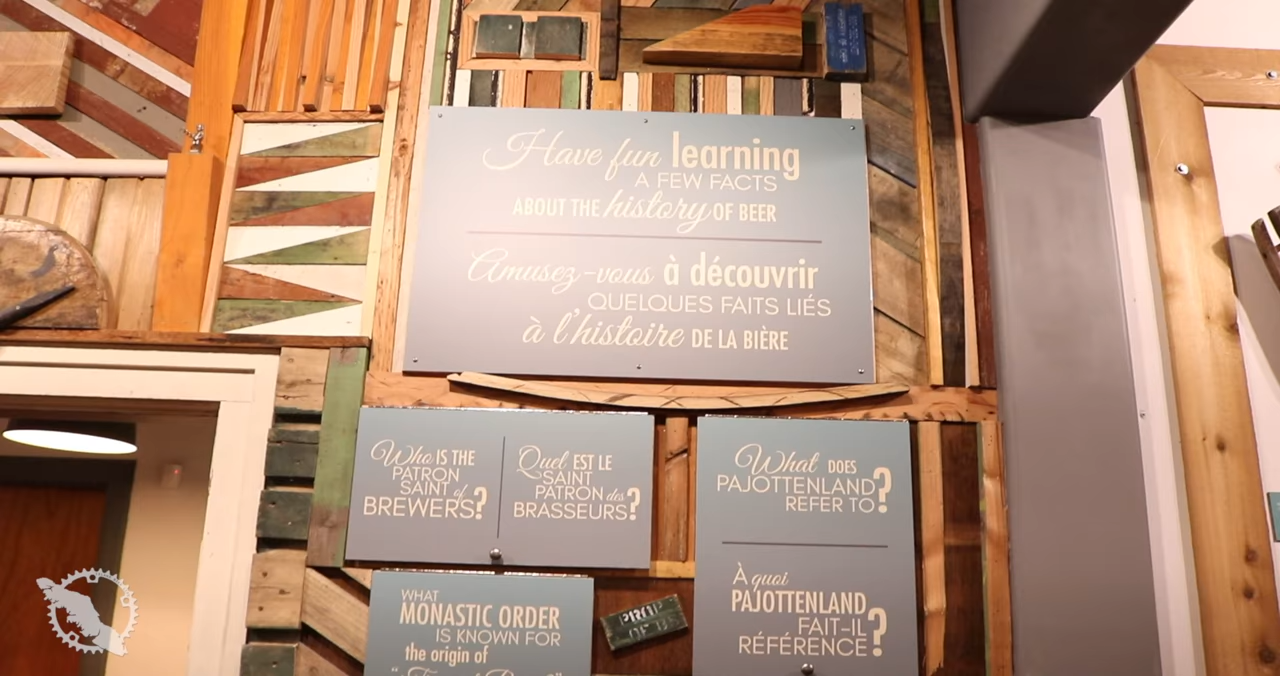 Have fun learning
A FEW FACTS
ABOUT THE history OF BEER
Amusez-vous à découvrir
QUELQUES FAITS LIÉS
à l'histoire DE LA BIÈRE
Who IS THE
PATRON
SAINT of
BREWERS?
Quel EST LE
SAINT
PATRON des
BRASSEURS?
What DOES
PAJOTTENLAND
REFER TO?
À quoi
PAJOTTENLAND
FAIT-IL
RÉFÉRENCE?
WHAT
MONASTIC ORDER
IS KNOWN FOR
the origin of